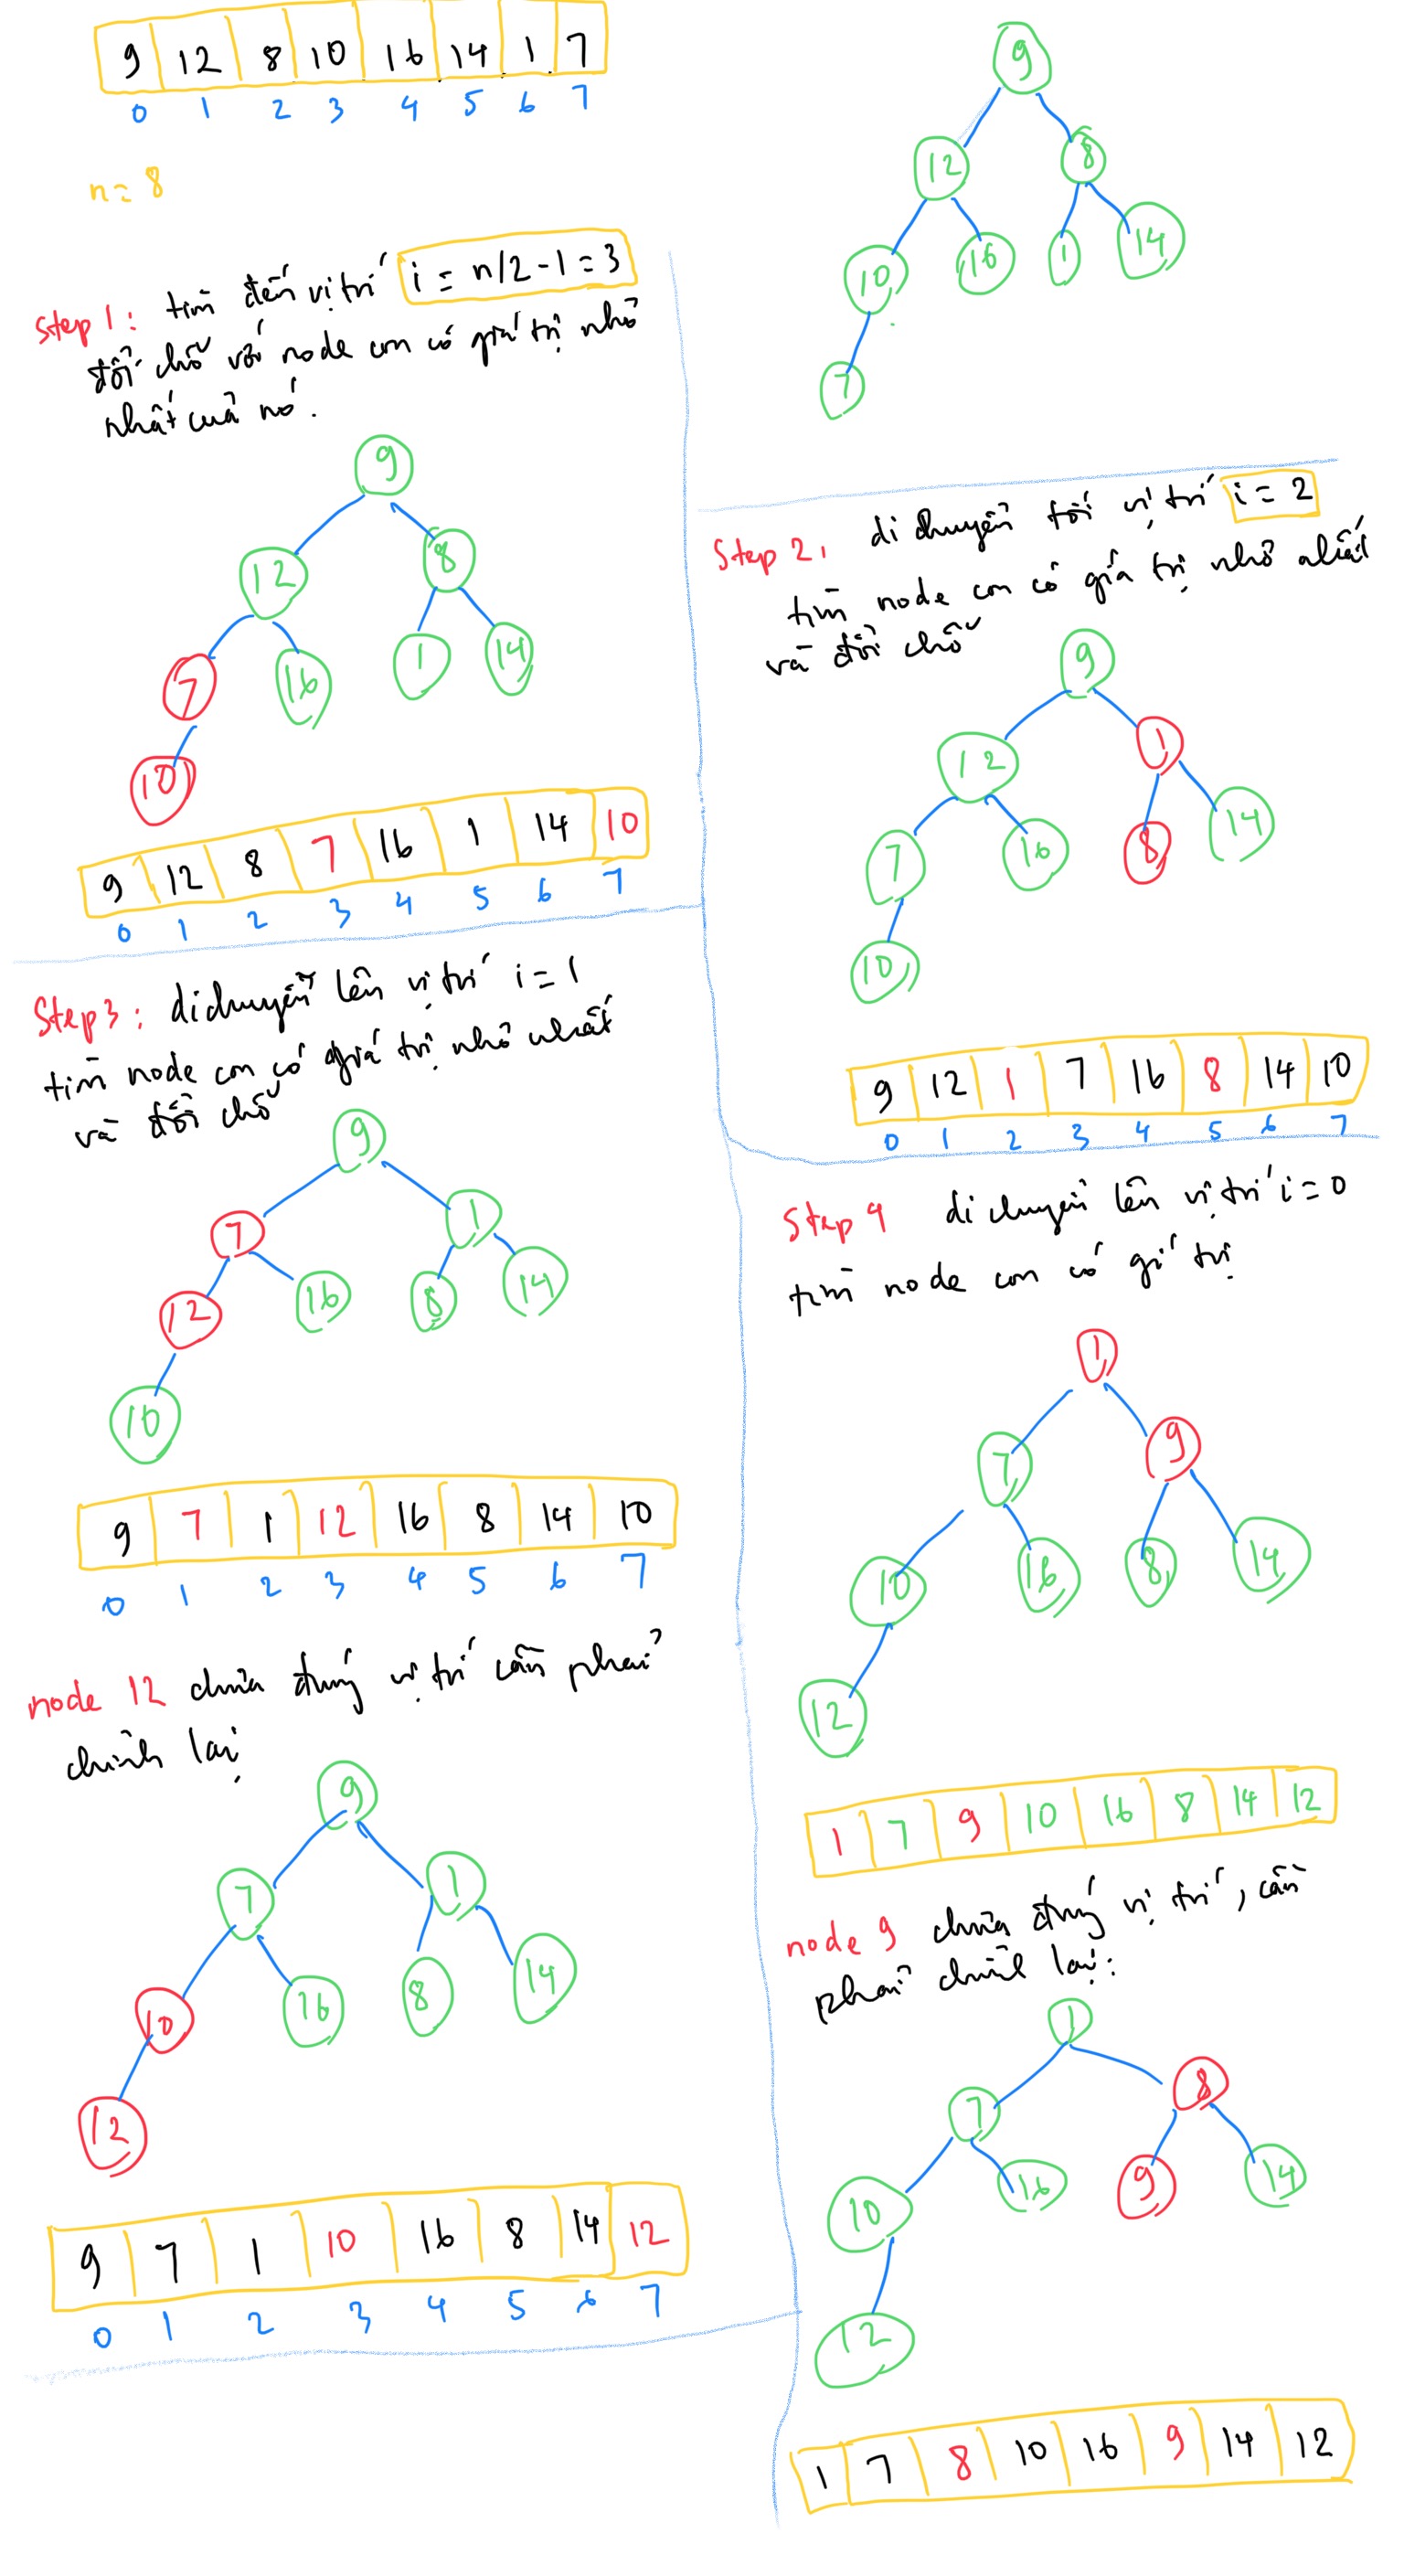 9 12 8 10 16 14 1 7
0 1 2 3 4 5 6 7
n = 8
9
12 8
10 16 1 14
7
Step 1: tìm đến vị trí i = n/2 - 1 = 3
đổi chỗ với node con có giá trị nhỏ
nhất của nó.
9
12 8
7 16 1 14
10
9 12 8 7 16 1 14 10
0 1 2 3 4 5 6 7
Step 2: di chuyển tới vị trí i = 2
tìm node con có giá trị nhỏ nhất
và đổi chỗ
9
12 1
7 16 8 14
10
9 12 1 7 16 8 14 10
0 1 2 3 4 5 6 7
Step 3: di chuyển lên vị trí i = 1
tìm node con có giá trị nhỏ nhất
và đổi chỗ
9
7 1
12 16 8 14
10
9 7 1 12 16 8 14 10
0 1 2 3 4 5 6 7
node 12 chưa đúng vị trí cần phải
chỉnh lại
9
7 1
10 16 8 14
12
9 7 1 10 16 8 14 12
0 1 2 3 4 5 6 7
Step 4 di chuyển lên vị trí i = 0
tìm node con có giá trị
1
7 9
10 16 8 14
12
1 7 9 10 16 8 14 12
node 9 chưa đúng vị trí, cần
phải chỉnh lại:
1
7 8
10 16 9 14
12
1 7 8 10 16 9 14 12